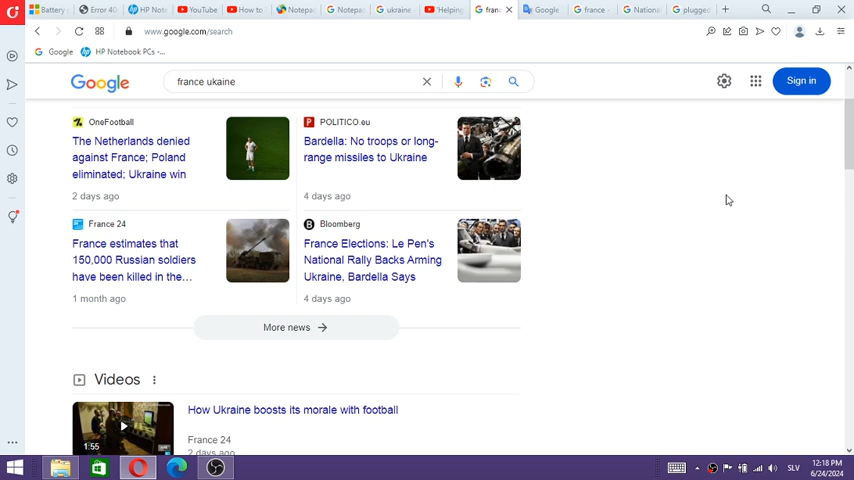 Battery
Error 40
HP Note
YouTube
How to
Notepa
Notepa
ukraine
'Helping
fran
Google
france -
Nationa
plugged
www.google.com/search
Google
HP Notebook PCs -...
Google
france ukaine
Sign in
OneFootball
The Netherlands denied
against France; Poland
eliminated; Ukraine win
2 days ago
POLITICO.eu
Bardella: No troops or long-
range missiles to Ukraine
4 days ago
France 24
France estimates that
150,000 Russian soldiers
have been killed in the...
1 month ago
Bloomberg
France Elections: Le Pen's
National Rally Backs Arming
Ukraine, Bardella Says
4 days ago
More news
Videos
How Ukraine boosts its morale with football
France 24
2 days ago
1:55
SLV
12:18 PM
6/24/2024